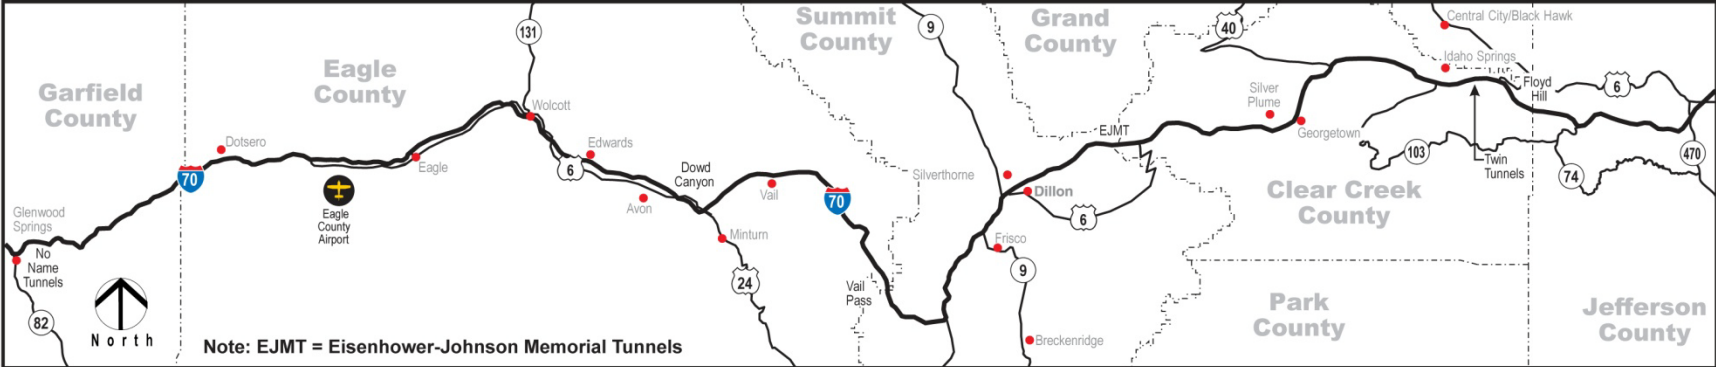 Garfield
County
Eagle
County
Summit
County
Grand
County
131
9
40
Central City/Black Hawk
Idaho Springs
Floyd
Hill
6
Silver
Plume
Georgetown
EJMT
Wolcott
Dotsero
70
Eagle
6
Edwards
Dowd
Canyon
Avon
Vail
70
Silverthorne
Dillon
6
103
Twin
Tunnels
74
470
Clear Creek
County
Eagle
County
Airport
Glenwood
Springs
No
Name
Tunnels
82
North
Minturn
24
Vail
Pass
Frisco
9
Breckenridge
Park
County
Jefferson
County
Note: EJMT = Eisenhower-Johnson Memorial Tunnels